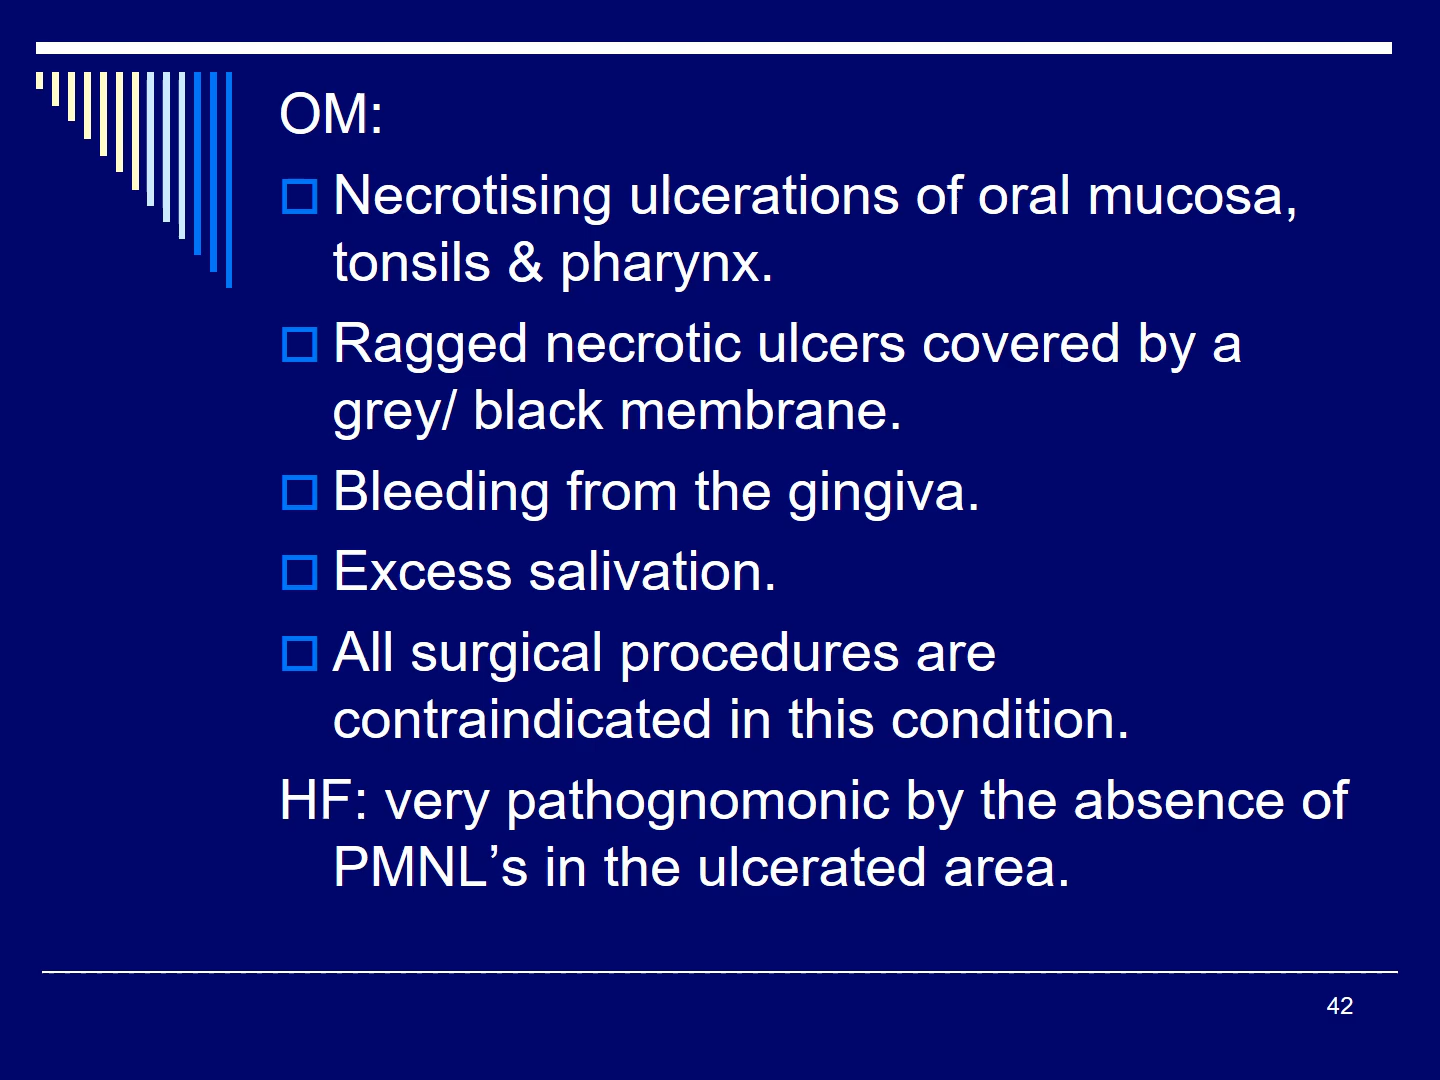 OM:
Necrotising ulcerations of oral mucosa,
tonsils & pharynx.
Ragged necrotic ulcers covered by a
grey/ black membrane.
Bleeding from the gingiva.
Excess salivation.
All surgical procedures are
contraindicated in this condition.
HF: very pathognomonic by the absence of
PMNL’s in the ulcerated area.
42